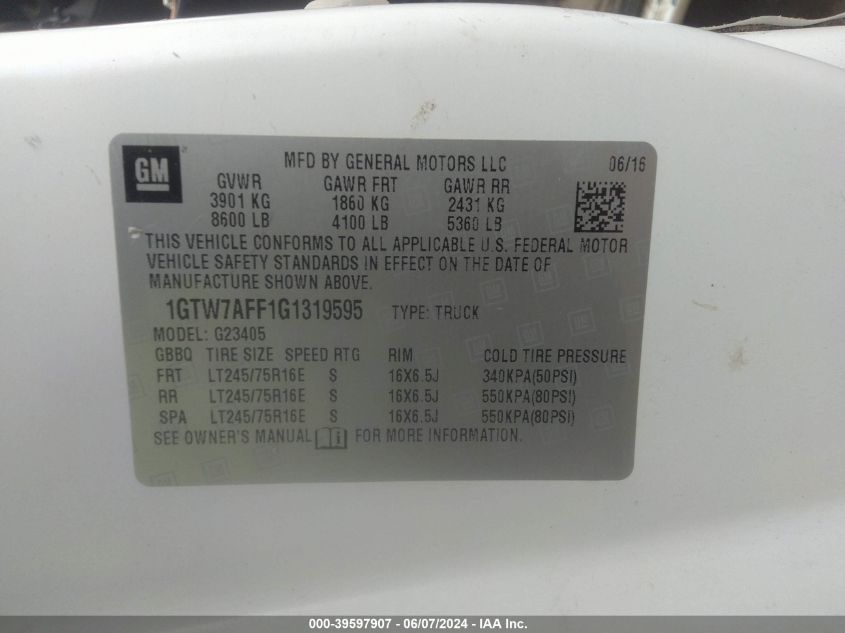 GM
MFD BY GENERAL MOTORS LLC 06/16
GVWR GAWR FRT GAWR RR
3901 KG 1860 KG 2431 KG
8600 LB 4100 LB 5360 LB
THIS VEHICLE CONFORMS TO ALL APPLICABLE U.S. FEDERAL MOTOR
VEHICLE SAFETY STANDARDS IN EFFECT ON THE DATE OF
MANUFACTURE SHOWN ABOVE.
1GTW7AFF1G1319595 TYPE: TRUCK
MODEL: G23405
GBBQ TIRE SIZE SPEED RTG RIM COLD TIRE PRESSURE
FRT LT245/75R16E S 16X6.5J 340KPA(50PSI)
RR LT245/75R16E S 16X6.5J 550KPA(80PSI)
SPA LT245/75R16E S 16X6.5J 550KPA(80PSI)
SEE OWNER'S MANUAL i FOR MORE INFORMATION.
000-39597907 - 06/07/2024 - IAA Inc.